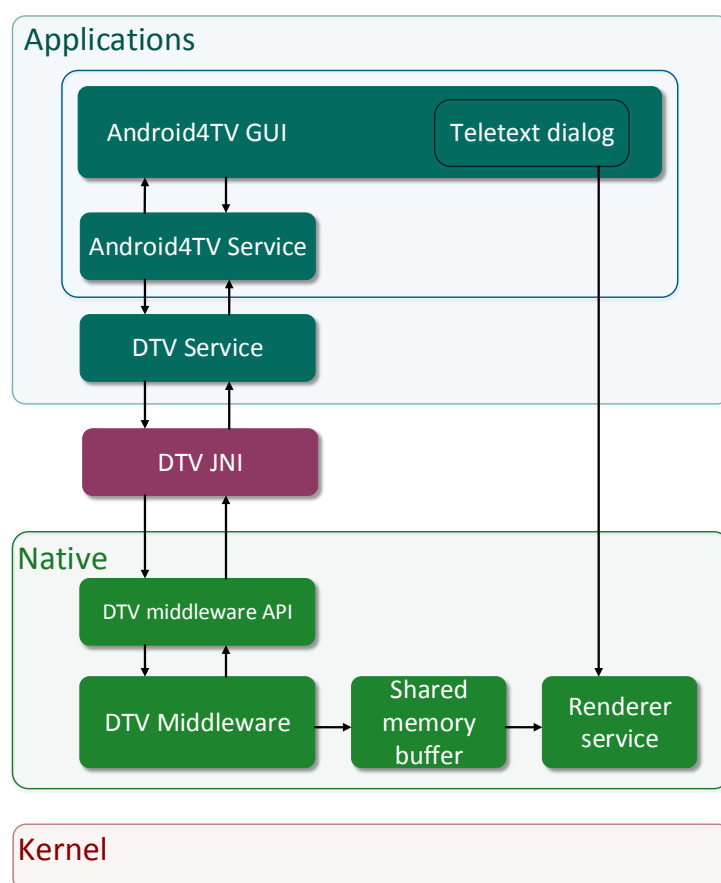 Applications
Android4TV GUI
Teletext dialog
Android4TV Service
DTV Service
DTV JNI
Native
DTV middleware API
DTV Middleware
Shared
memory
buffer
Renderer
service
Kernel